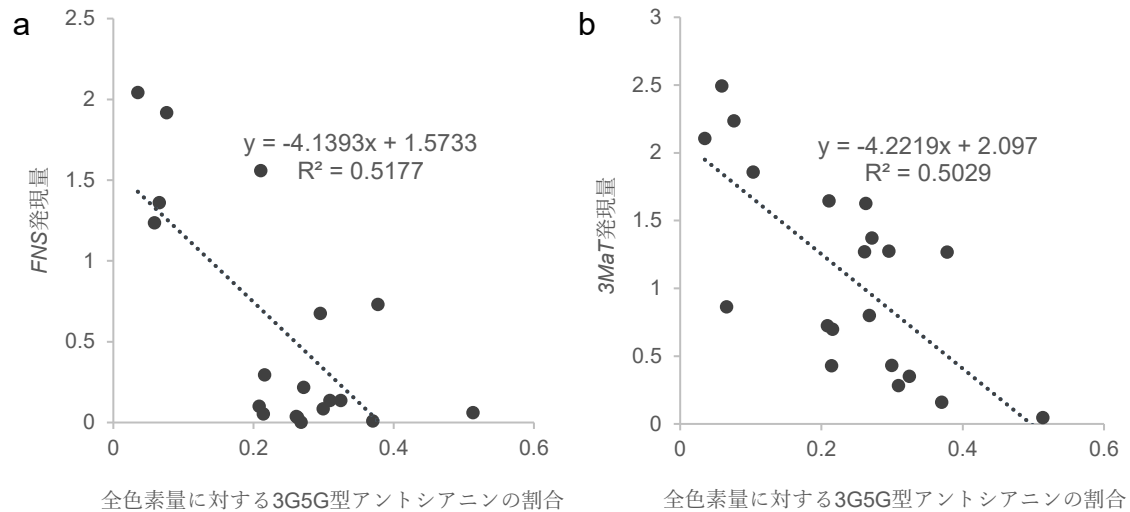 a
2.5
2
1.5
1
0.5
0
FNS発現量
y = -4.1393x + 1.5733
R² = 0.5177
0
0.2
0.4
0.6
全色素量に対する3G5G型アントシアニンの割合
b
3
2.5
2
1.5
1
0.5
0
3MaT発現量
y = -4.2219x + 2.097
R² = 0.5029
0
0.2
0.4
0.6
全色素量に対する3G5G型アントシアニンの割合